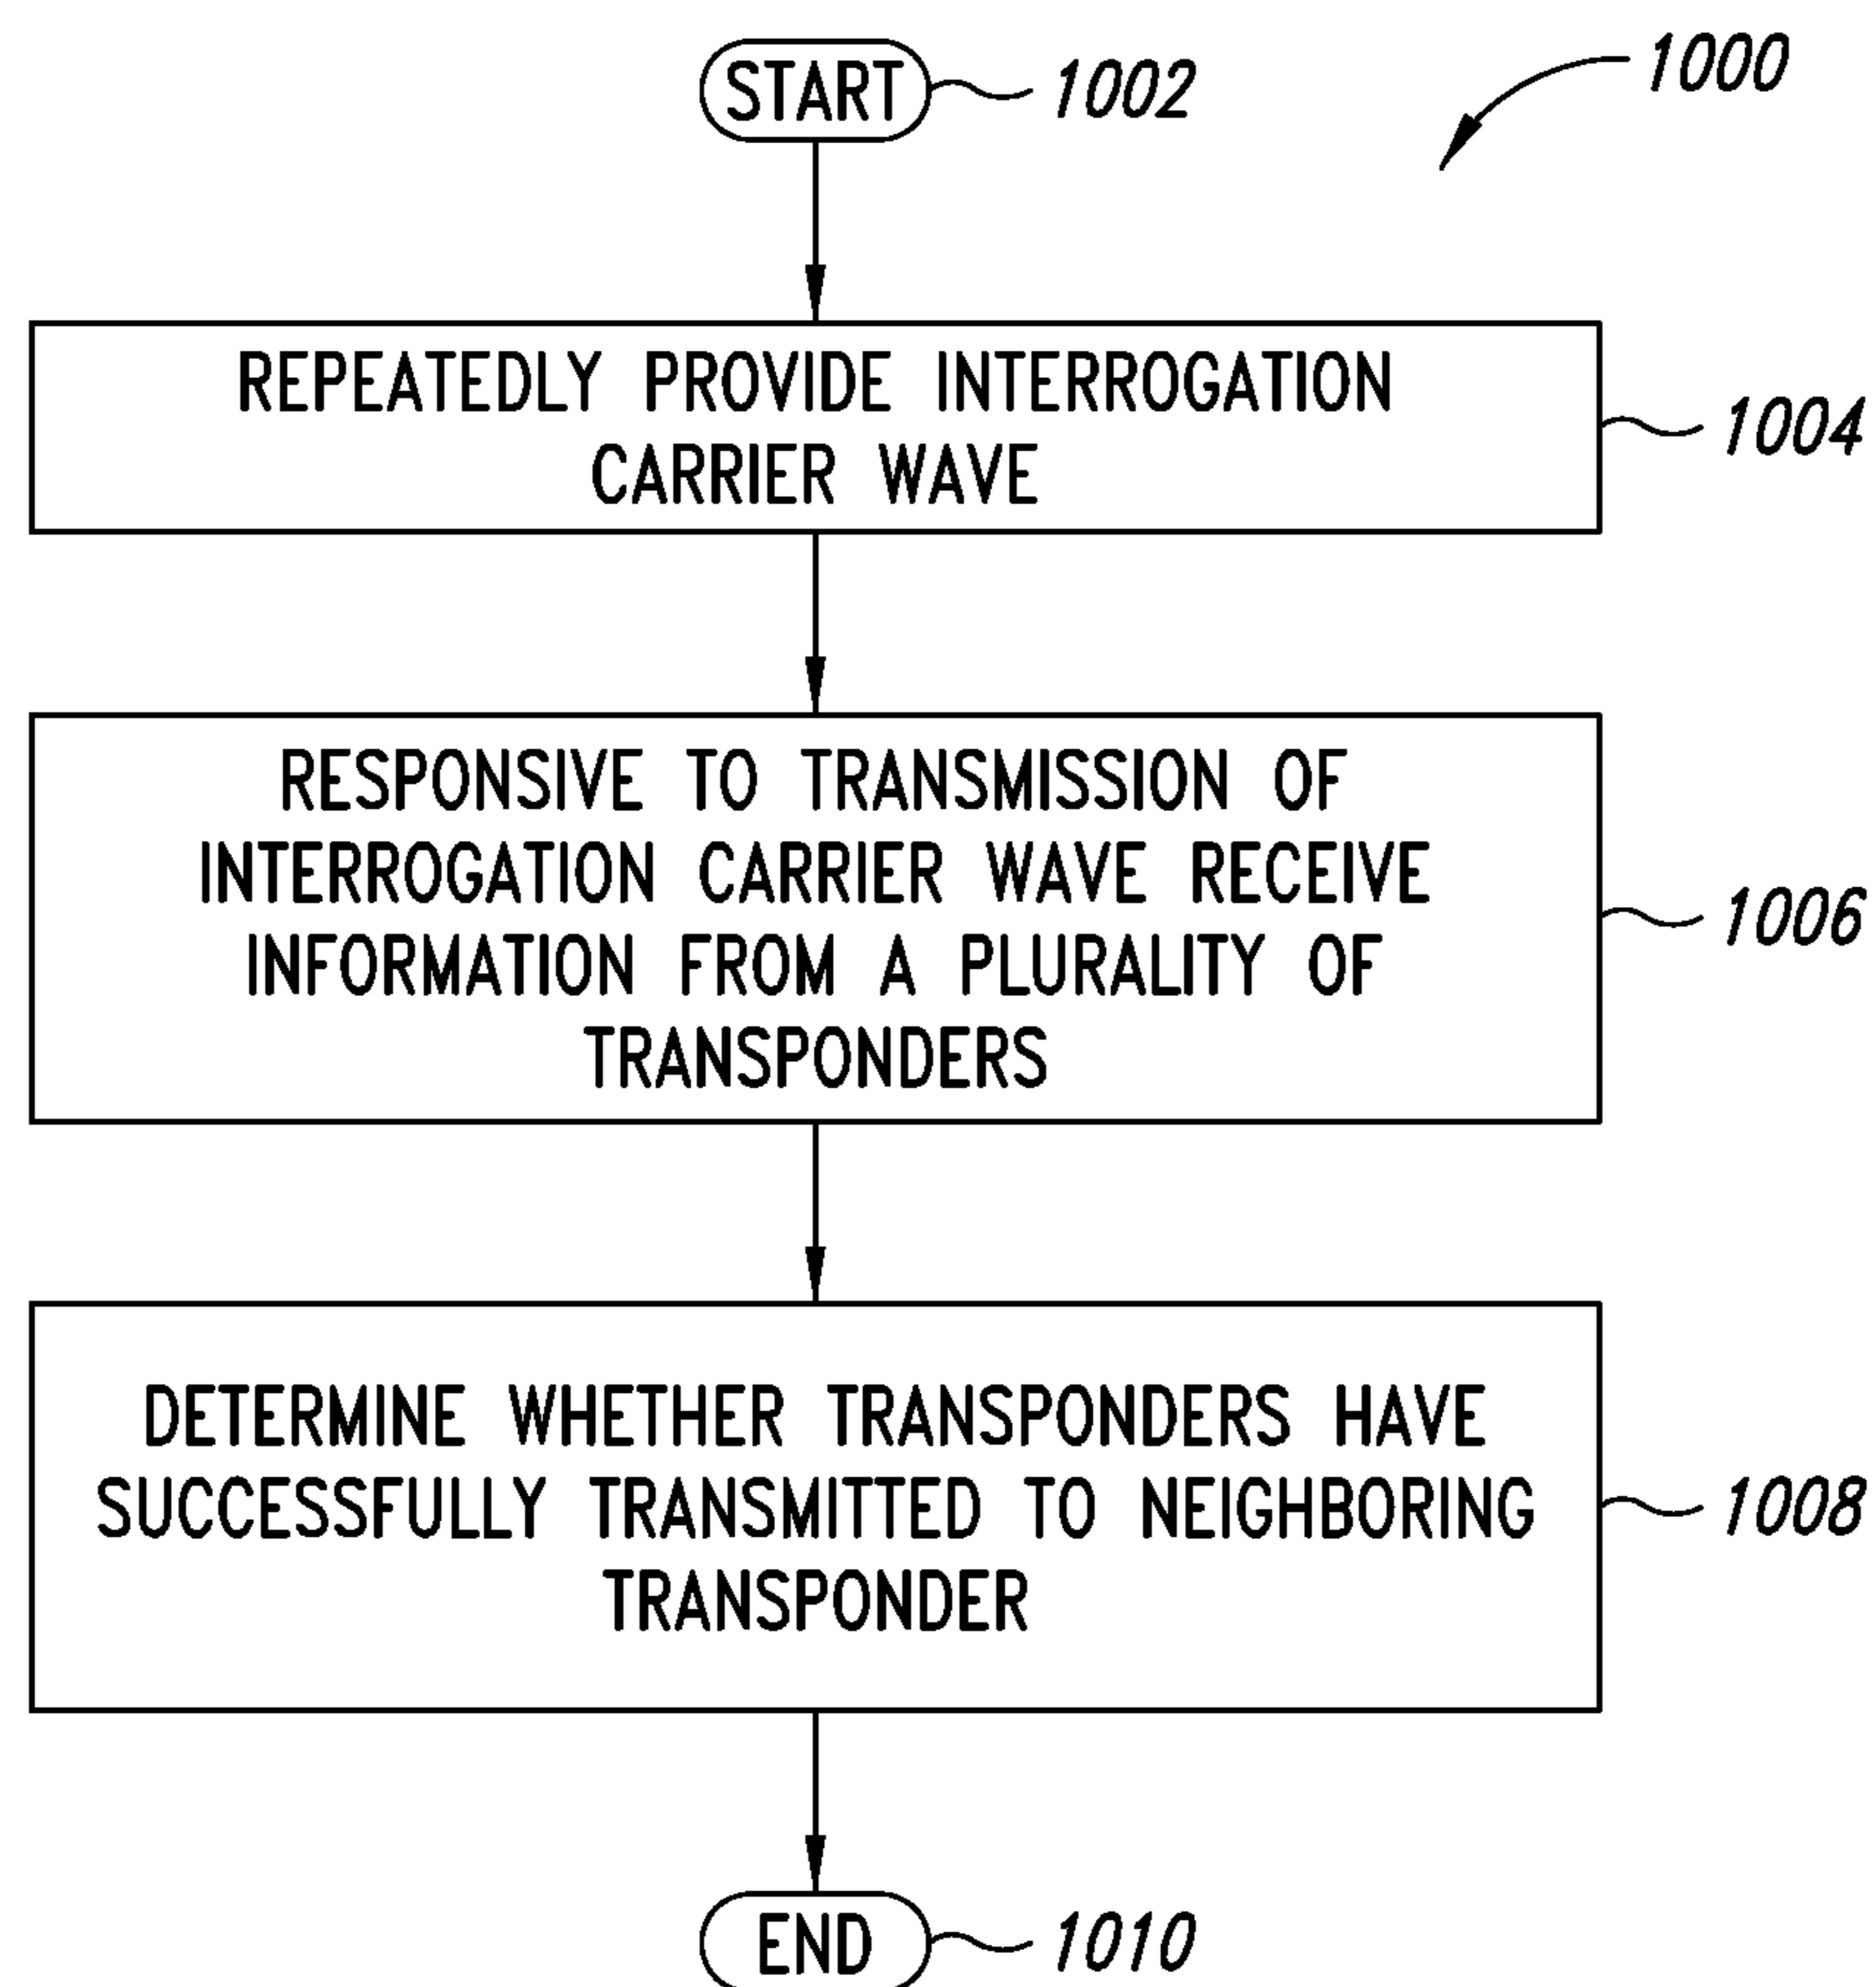 START 1002
1000
REPEATEDLY PROVIDE INTERROGATION
CARRIER WAVE
1004
RESPONSIVE TO TRANSMISSION OF
INTERROGATION CARRIER WAVE RECEIVE
INFORMATION FROM A PLURALITY OF
TRANSPONDERS
1006
DETERMINE WHETHER TRANSPONDERS HAVE
SUCCESSFULLY TRANSMITTED TO NEIGHBORING
TRANSPONDER
1008
END 1010